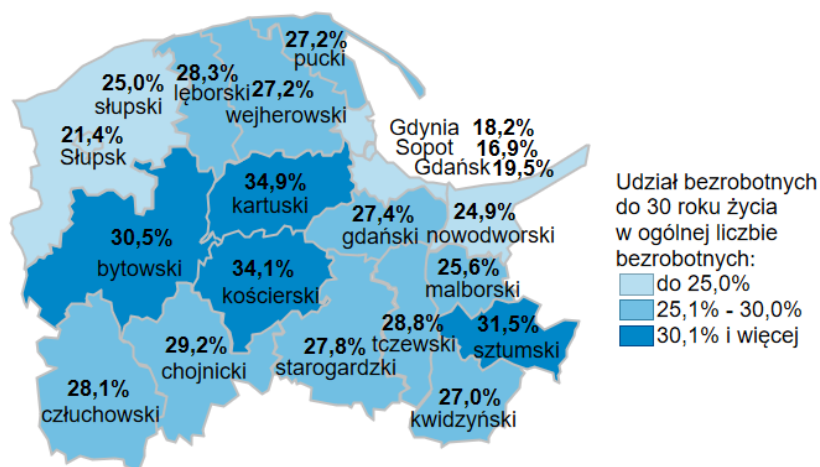 27,2%
pucki
28,3%
lęborski
25,0%
słupski
27,2%
wejherowski
21,4%
Słupsk
Gdynia 18,2%
Sopot 16,9%
Gdańsk 19,5%
34,9%
kartuski
27,4%
gdański
24,9%
nowodworski
30,5%
bytowski
34,1%
kościerski
25,6%
malborski
28,8%
tczewski
31,5%
sztumski
29,2%
chojnicki
27,8%
starogardzki
28,1%
człuchowski
27,0%
kwidzyński
Udział bezrobotnych
do 30 roku życia
w ogólnej liczbie
bezrobotnych:
do 25,0%
25,1% - 30,0%
30,1% i więcej